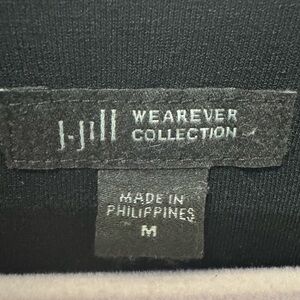 J.Jill WEAREVER
COLLECTION
MADE IN
PHILIPPINES
M